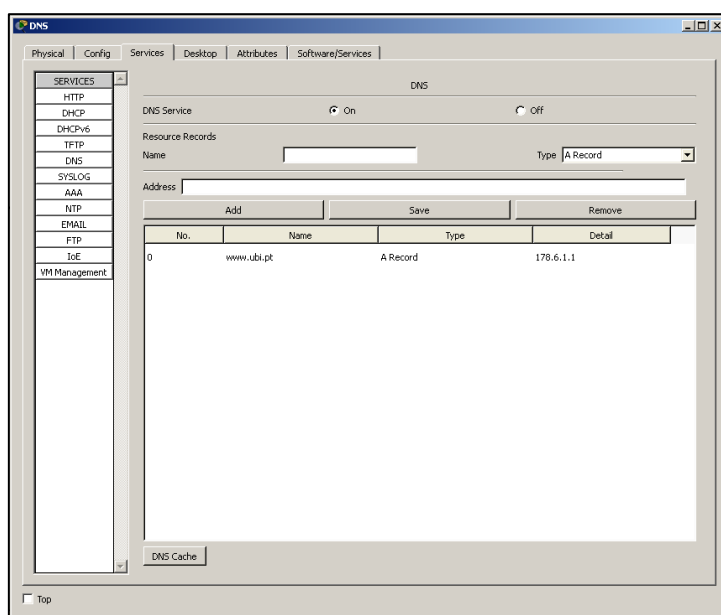 DNS
Physical Config Services Desktop Attributes Software/Services
SERVICES
HTTP
DHCP
DHCPv6
TFTP
DNS
SYSLOG
AAA
NTP
EMAIL
FTP
IoE
VM Management
DNS
DNS Service On Off
Resource Records
Name Type A Record
Address
Add Save Remove
No. Name Type Detail
0 www.ubi.pt A Record 178.6.1.1
DNS Cache
Top